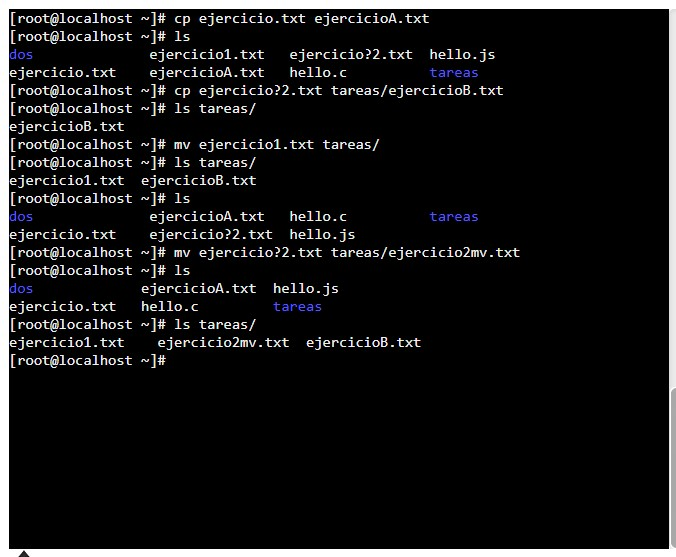 [root@localhost ~]# cp ejercicio.txt ejercicioA.txt
[root@localhost ~]# ls
dos                ejercicio1.txt   ejercicio?2.txt  hello.js
ejercicio.txt    ejercicioA.txt   hello.c          tareas
[root@localhost ~]# cp ejercicio?2.txt tareas/ejercicioB.txt
[root@localhost ~]# ls tareas/
ejercicioB.txt
[root@localhost ~]# mv ejercicio1.txt tareas/
[root@localhost ~]# ls tareas/
ejercicio1.txt  ejercicioB.txt
[root@localhost ~]# ls
dos              ejercicioA.txt   hello.c          tareas
ejercicio.txt    ejercicio?2.txt  hello.js
[root@localhost ~]# mv ejercicio?2.txt tareas/ejercicio2mv.txt
[root@localhost ~]# ls
dos             ejercicioA.txt  hello.js
ejercicio.txt   hello.c         tareas
[root@localhost ~]# ls tareas/
ejercicio1.txt    ejercicio2mv.txt  ejercicioB.txt
[root@localhost ~]#